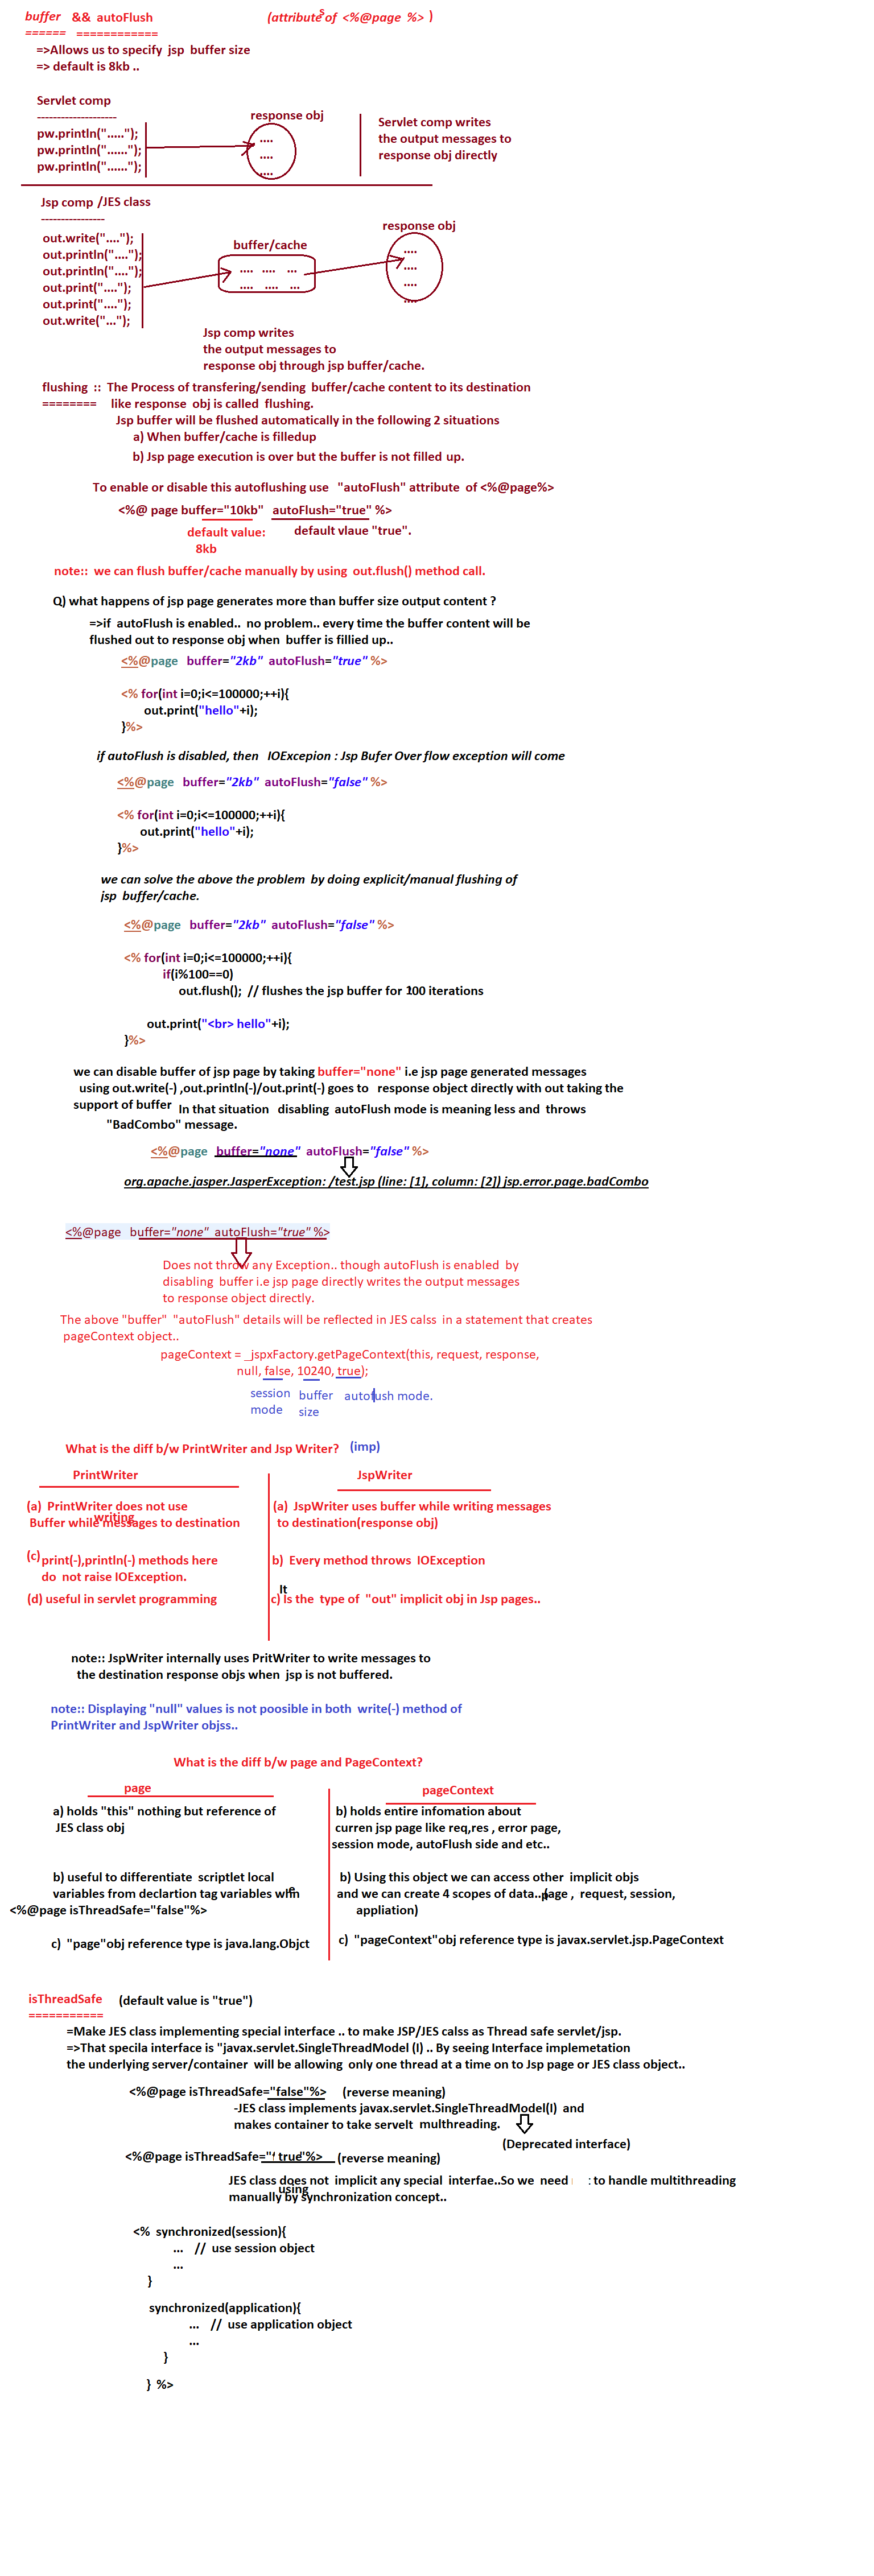 buffer && autoFlush (attributes of <%@page %> )
====== ============
=>Allows us to specify jsp buffer size
=> default is 8kb ..
Servlet comp
--------------------
response obj
pw.println(".....");
pw.println("......");
pw.println("......");
....
....
....
Servlet comp writes
the output messages to
response obj directly
Jsp comp /JES class
----------------
response obj
buffer/cache
out.write("....");
out.println("....");
out.println("....");
out.print("....");
out.print("....");
out.write("...");
.... .... ...
.... .... ...
....
....
....
....
Jsp comp writes
the output messages to
response obj through jsp buffer/cache.
flushing :: The Process of transfering/sending buffer/cache content to its destination
======== like response obj is called flushing.
Jsp buffer will be flushed automatically in the following 2 situations
a) When buffer/cache is filledup
b) Jsp page execution is over but the buffer is not filled up.
To enable or disable this autoflushing use "autoFlush" attribute of <%@page%>
<%@ page buffer="10kb" autoFlush="true" %>
default value: default vlaue "true".
8kb
note:: we can flush buffer/cache manually by using out.flush() method call.
Q) what happens of jsp page generates more than buffer size output content ?
=>if autoFlush is enabled.. no problem.. every time the buffer content will be
flushed out to response obj when buffer is fillied up..
<%@page buffer="2kb" autoFlush="true" %>
<% for(int i=0;i<=100000;++i){
out.print("hello"+i);
}%>
if autoFlush is disabled, then IOExcepion : Jsp Bufer Over flow exception will come
<%@page buffer="2kb" autoFlush="false" %>
<% for(int i=0;i<=100000;++i){
out.print("hello"+i);
}%>
we can solve the above the problem by doing explicit/manual flushing of
jsp buffer/cache.
<%@page buffer="2kb" autoFlush="false" %>
<% for(int i=0;i<=100000;++i){
if(i%100==0)
out.flush(); // flushes the jsp buffer for 100 iterations
out.print("<br> hello"+i);
}%>
we can disable buffer of jsp page by taking buffer="none" i.e jsp page generated messages
using out.write(-) ,out.println(-)/out.print(-) goes to response object directly with out taking the
support of buffer In that situation disabling autoFlush mode is meaning less and throws
"BadCombo" message.
<%@page buffer="none" autoFlush="false" %>
org.apache.jasper.JasperException: /test.jsp (line: [1], column: [2]) jsp.error.page.badCombo
<%@page buffer="none" autoFlush="true" %>
Does not throw any Exception.. though autoFlush is enabled by
disabling buffer i.e jsp page directly writes the output messages
to response object directly.
The above "buffer" "autoFlush" details will be reflected in JES calss in a statement that creates
pageContext object..
pageContext = _jspxFactory.getPageContext(this, request, response,
null, false, 10240, true);
session buffer autoflush mode.
mode size
What is the diff b/w PrintWriter and Jsp Writer? (imp)
PrintWriter JspWriter
(a) PrintWriter does not use
writing
Buffer while messages to destination
(a) JspWriter uses buffer while writing messages
to destination(response obj)
(c) print(-),println(-) methods here
do not raise IOException.
b) Every method throws IOException
(d) useful in servlet programming
It
c) Is the type of "out" implicit obj in Jsp pages..
note:: JspWriter internally uses PritWriter to write messages to
the destination response objs when jsp is not buffered.
note:: Displaying "null" values is not poosible in both write(-) method of
PrintWriter and JspWriter objss..
What is the diff b/w page and PageContext?
page pageContext
a) holds "this" nothing but reference of
JES class obj
b) holds entire infomation about
curren jsp page like req,res , error page,
session mode, autoFlush side and etc..
b) useful to differentiate scriptlet local
variables from declartion tag variables when
<%@page isThreadSafe="false"%>
b) Using this object we can access other implicit objs
and we can create 4 scopes of data..(page , request, session,
appliation)
c) "page"obj reference type is java.lang.Objct
c) "pageContext"obj reference type is javax.servlet.jsp.PageContext
isThreadSafe (default value is "true")
===========
=Make JES class implementing special interface .. to make JSP/JES calss as Thread safe servlet/jsp.
=>That specila interface is "javax.servlet.SingleThreadModel (I) .. By seeing Interface implemetation
the underlying server/container will be allowing only one thread at a time on to Jsp page or JES class object..
<%@page isThreadSafe="false"%> (reverse meaning)
-JES class implements javax.servlet.SingleThreadModel(I) and
makes container to take servelt multhreading.
(Deprecated interface)
<%@page isThreadSafe="true"%> (reverse meaning)
JES class does not implicit any special interfae..So we need to handle multithreading
using
manually by synchronization concept..
<% synchronized(session){
... // use session object
...
}
synchronized(application){
... // use application object
...
}
} %>